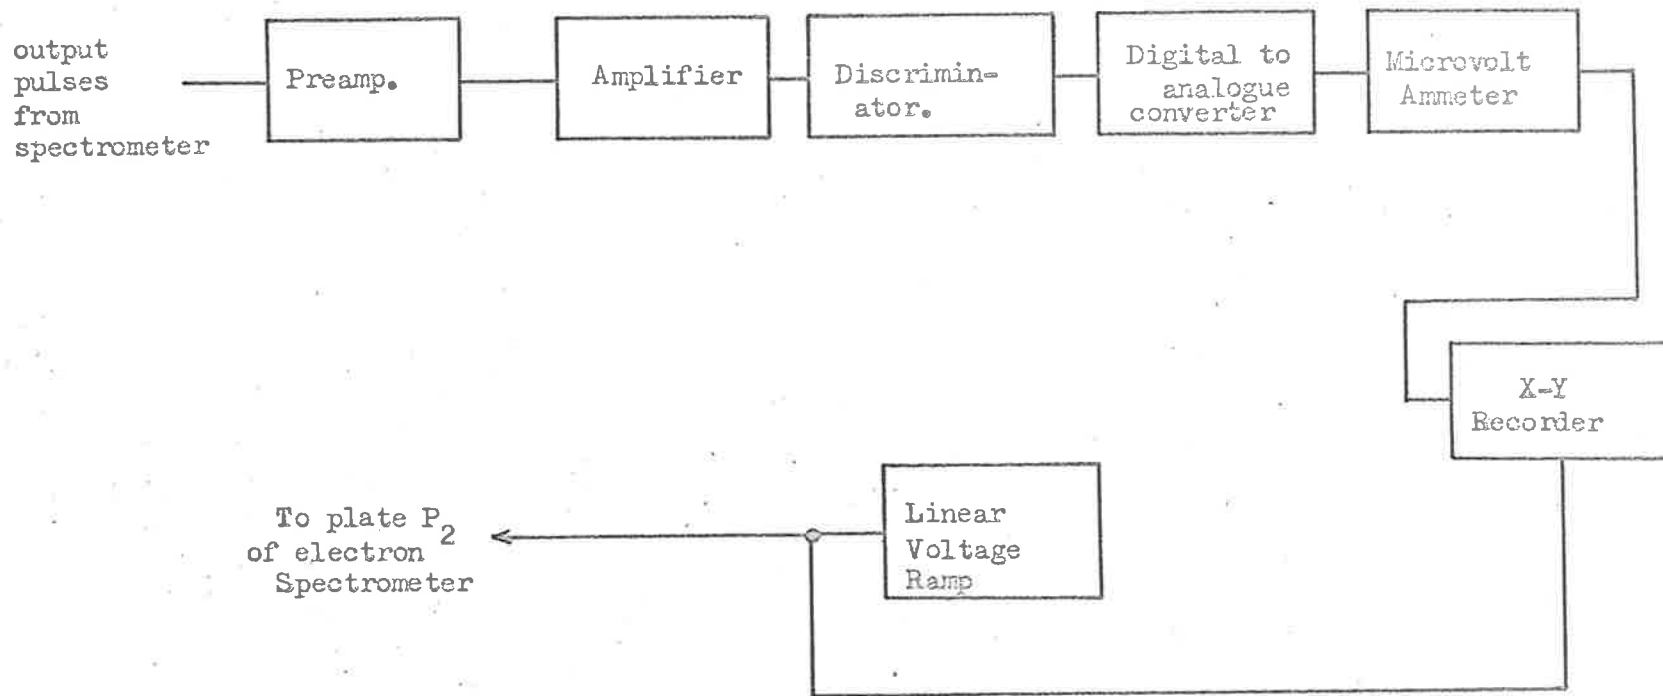 output
pulses
from
spectrometer
Preamp.
Amplifier
Discrimin-
ator.
Digital to
analogue
converter
Microvolt
Ammeter
X-Y
Recorder
Linear
Voltage
Ramp
To plate P2
of electron
Spectrometer